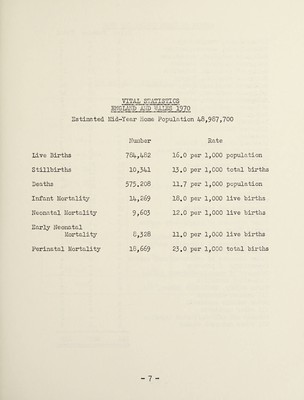 VITAL STATISTICS
ENGLAND AND WALES 1970
Estimated Mid-Year Home Population 48,987,700
Number Rate
Live Births 784,482 16.0 per 1,000 population
Stillbirths 10,341 13.0 per 1,000 total births
Deaths 575.208 11.7 per 1,000 population
Infant Mortality 14,269 18.0 per 1,000 live births
Neonatal Mortality 9,603 12.0 per 1,000 live births
Early Neonatal
Mortality 8,328 11.0 per 1,000 live births
Perinatal Mortality 18,669 23.0 per 1,000 total births
- 7 -